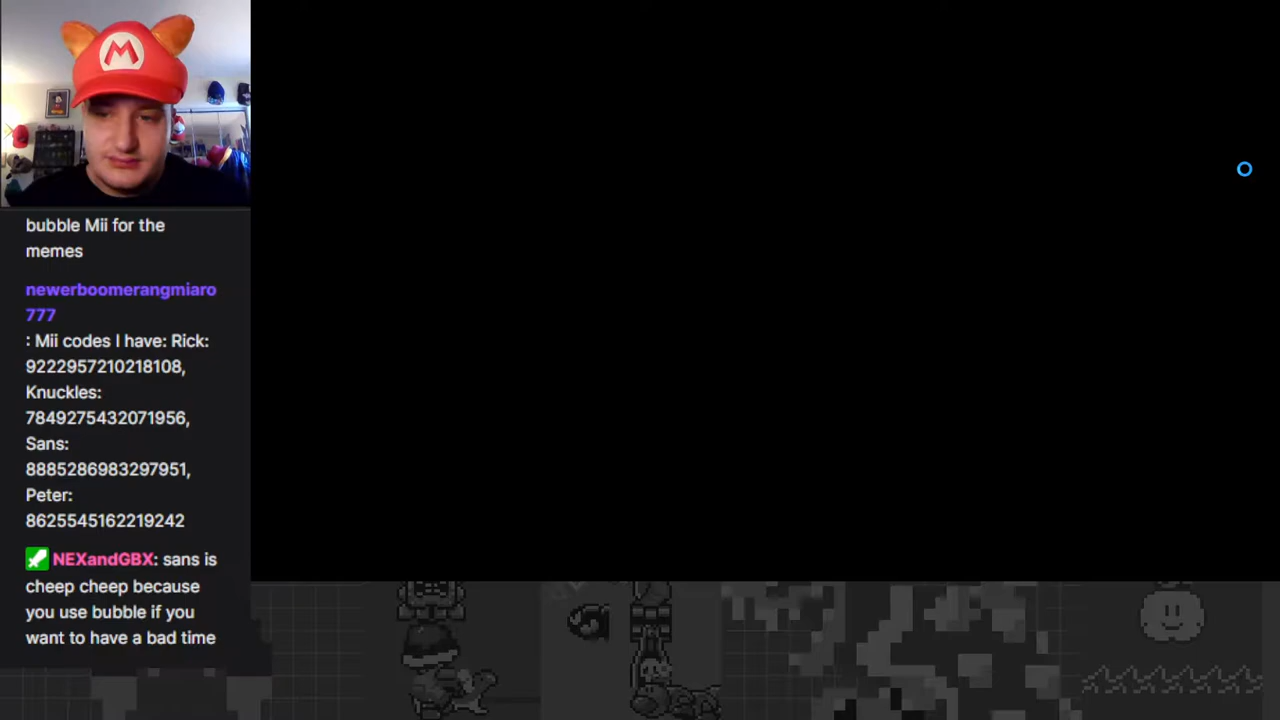 M
bubble Mii for the
memes
newerboomerangmiaro
777
: Mii codes I have: Rick:
9222957210218108,
Knuckles:
7849275432071956,
Sans:
8885286983297951,
Peter:
8625545162219242
NEXandGBX: sans is
cheep cheep because
you use bubble if you
want to have a bad time